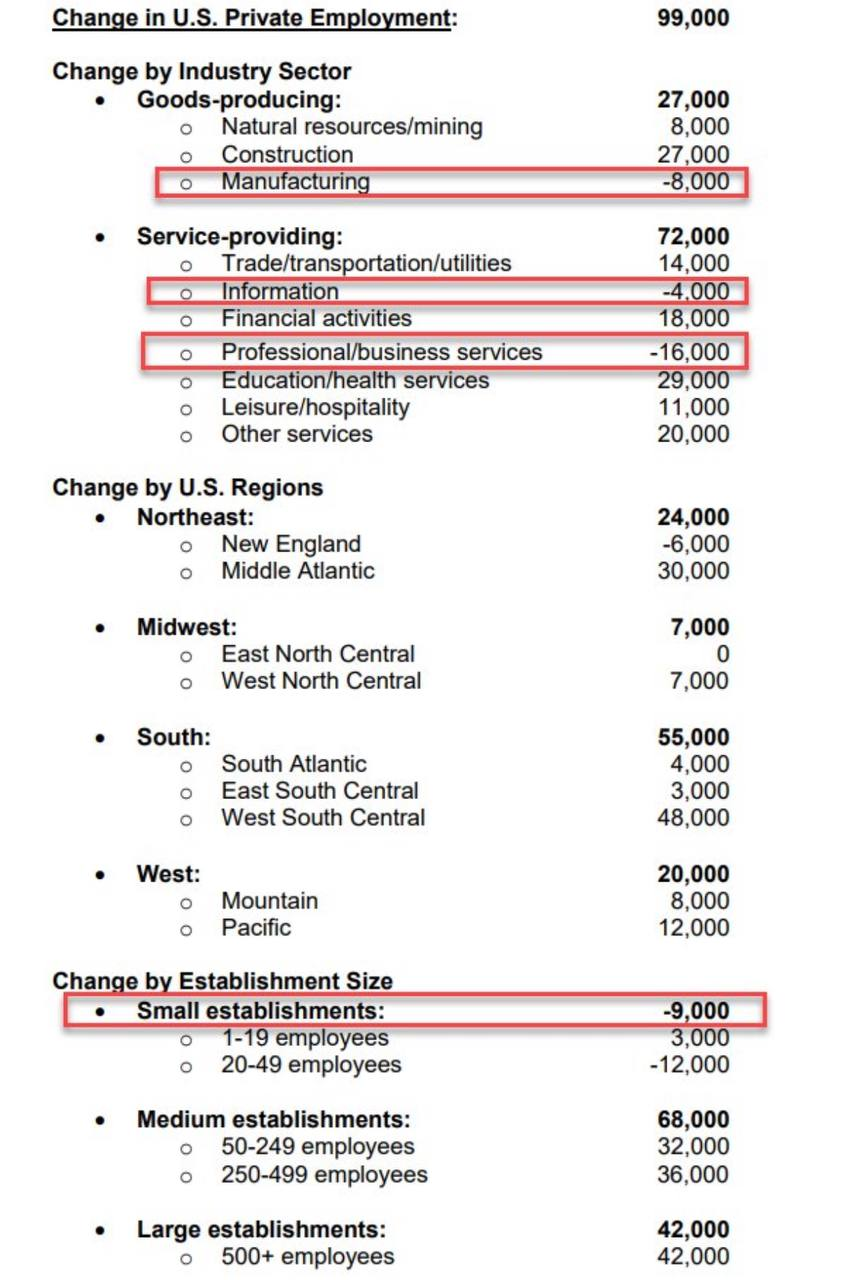 Change in U.S. Private Employment: 99,000
Change by Industry Sector
• Goods-producing: 27,000
o Natural resources/mining 8,000
o Construction 27,000
o Manufacturing -8,000
• Service-providing: 72,000
o Trade/transportation/utilities 14,000
o Information -4,000
o Financial activities 18,000
o Professional/business services -16,000
o Education/health services 29,000
o Leisure/hospitality 11,000
o Other services 20,000
Change by U.S. Regions
• Northeast: 24,000
o New England -6,000
o Middle Atlantic 30,000
• Midwest: 7,000
o East North Central 0
o West North Central 7,000
• South: 55,000
o South Atlantic 4,000
o East South Central 3,000
o West South Central 48,000
• West: 20,000
o Mountain 8,000
o Pacific 12,000
Change by Establishment Size
• Small establishments: -9,000
o 1-19 employees 3,000
o 20-49 employees -12,000
• Medium establishments: 68,000
o 50-249 employees 32,000
o 250-499 employees 36,000
• Large establishments: 42,000
o 500+ employees 42,000